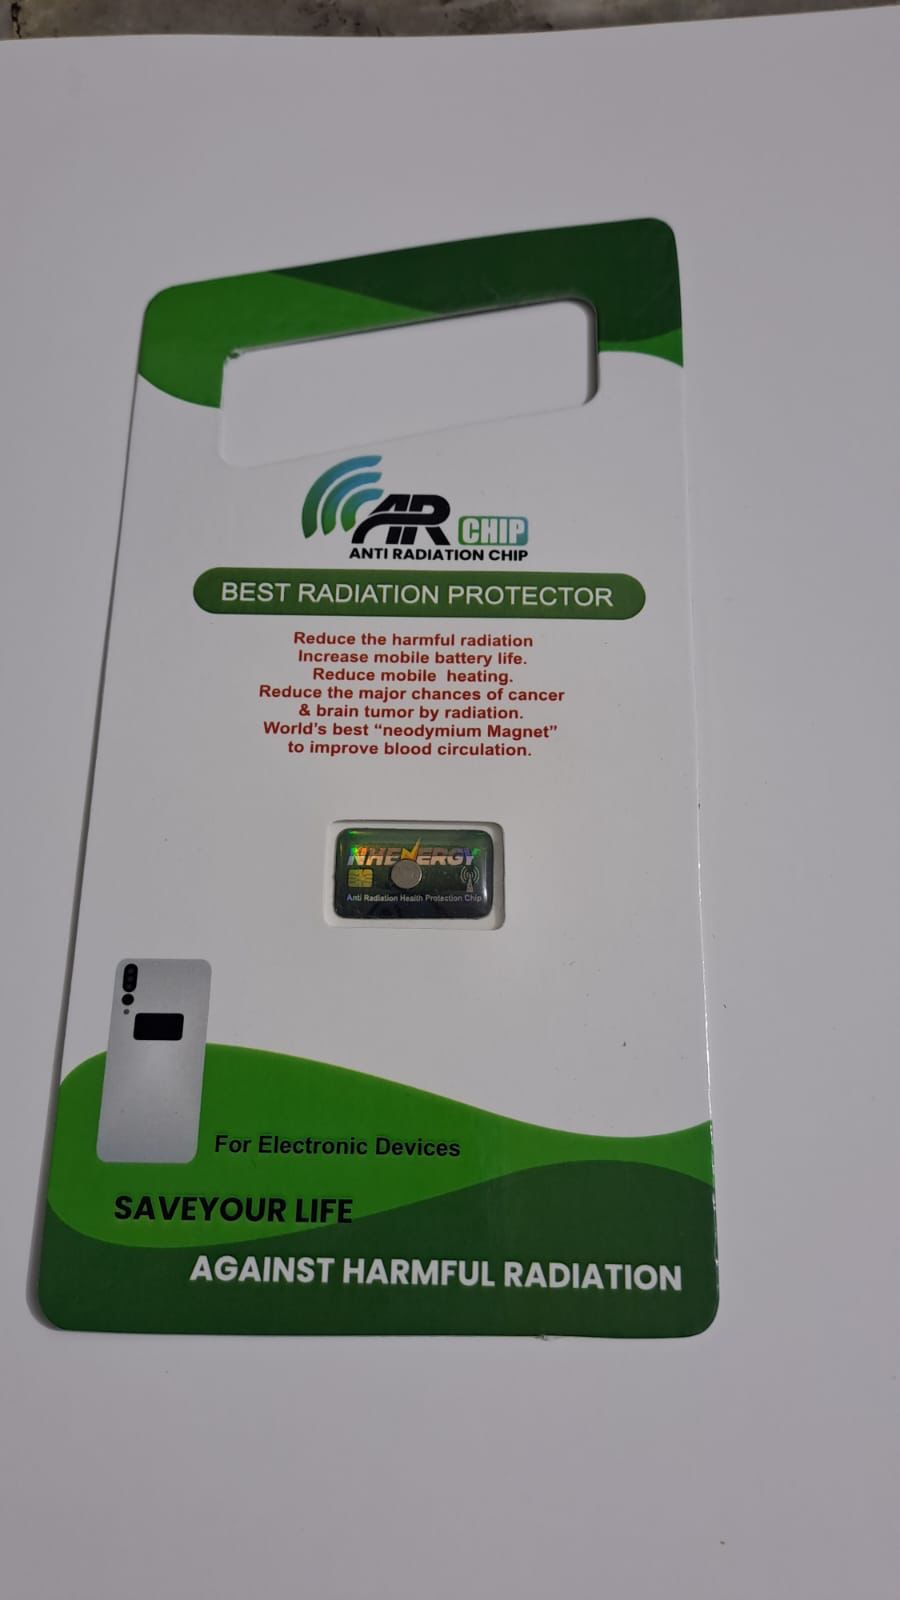 AR CHIP
ANTI RADIATION CHIP
BEST RADIATION PROTECTOR
Reduce the harmful radiation
Increase mobile battery life.
Reduce mobile heating.
Reduce the major chances of cancer
& brain tumor by radiation.
World's best “neodymium Magnet”
to improve blood circulation.
NHENERGY
Anti Radiation Health Protection Chip
For Electronic Devices
SAVEYOUR LIFE
AGAINST HARMFUL RADIATION